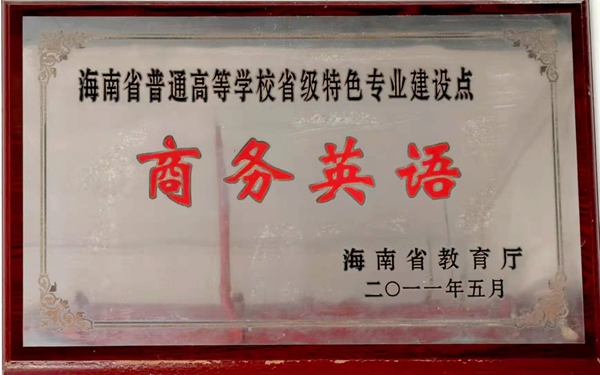 海南省普通高等学校省级特色专业建设点
商务英语
海南省教育厅
二〇一一年五月